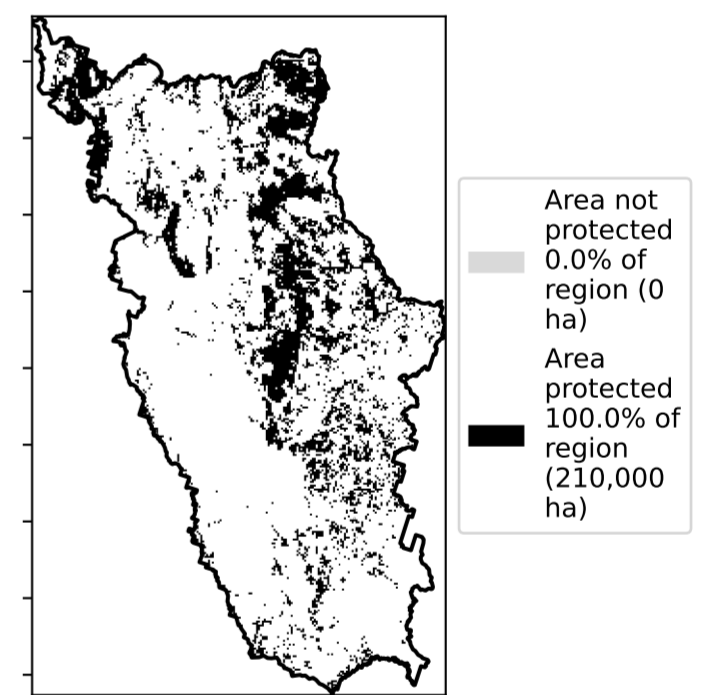 Area not
protected
0.0% of
region (0
ha)
Area
protected
100.0% of
region
(210,000
ha)